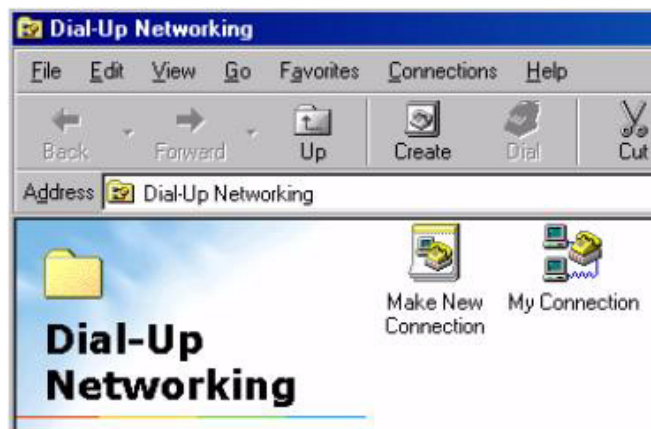 Dial-Up Networking
File Edit View Go Favorites Connections Help
Back Forward Up Create Dial Cut
Address Dial-Up Networking
Make New
Connection
My Connection
Dial-Up
Networking